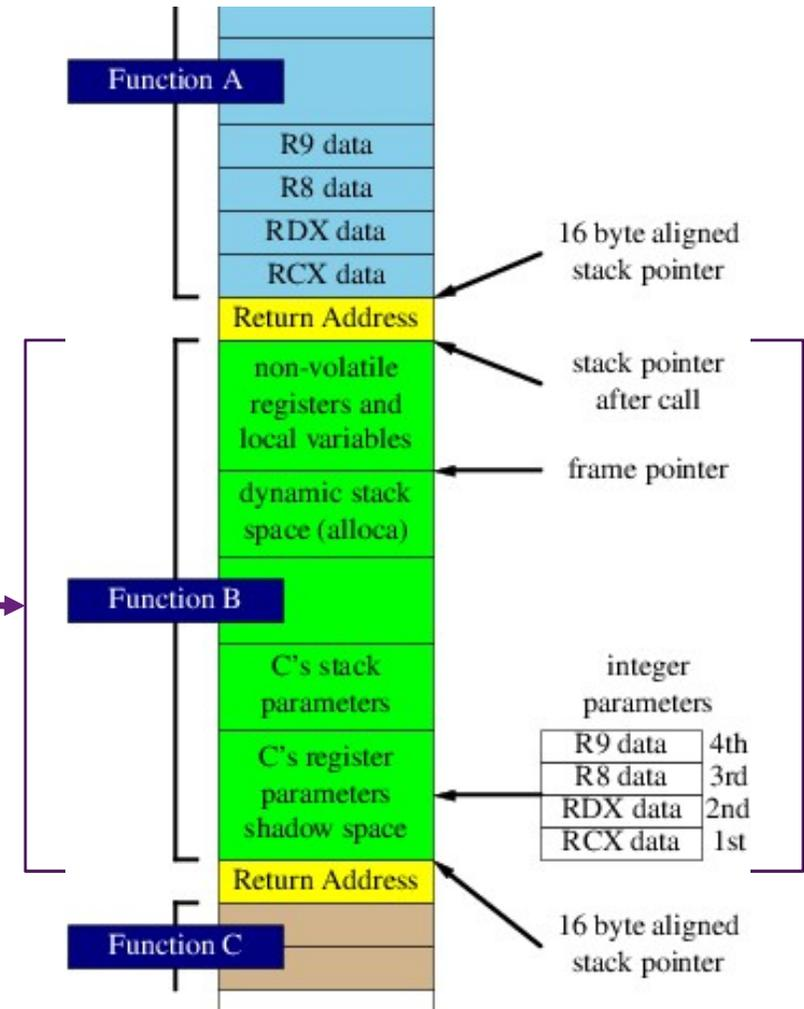 Function A
R9 data
R8 data
RDX data
RCX data
16 byte aligned
stack pointer
Return Address
non-volatile
registers and
local variables
stack pointer
after call
frame pointer
dynamic stack
space (alloca)
Function B
C's stack
parameters
integer
parameters
C's register
parameters
shadow space
R9 data 4th
R8 data 3rd
RDX data 2nd
RCX data 1st
Return Address
Function C
16 byte aligned
stack pointer